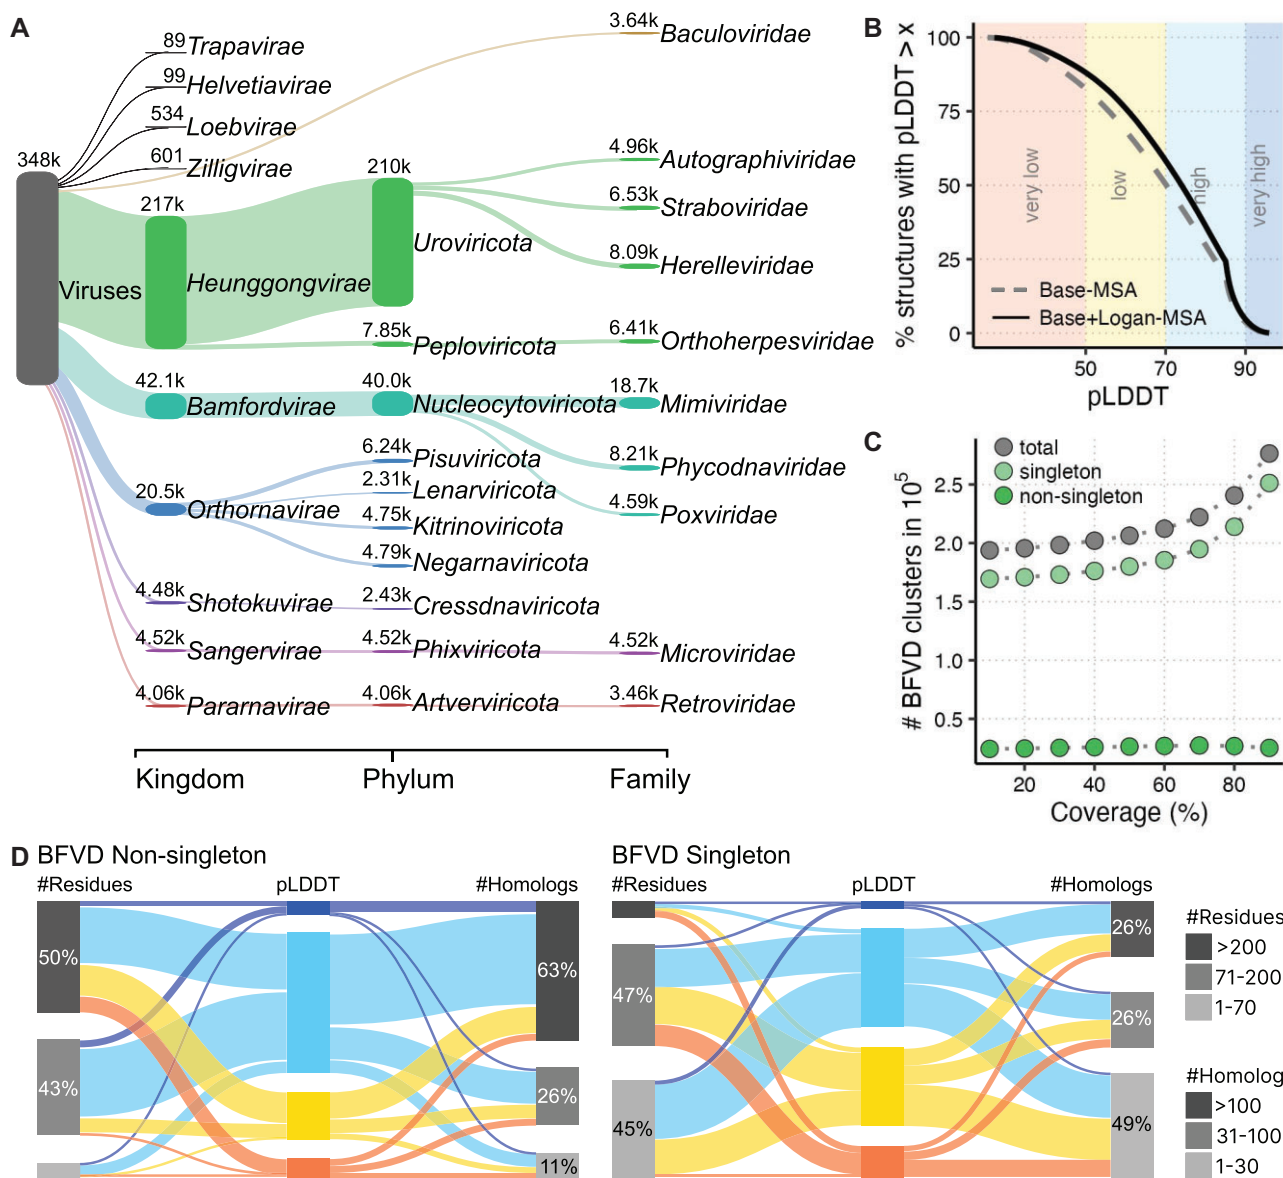 A
89
Trapavirae
99
Helvetiavirae
534
Loebvirae
601
Zilligvirae
348k
Viruses
217k
Heunggongvirae
42.1k
Bamfordvirae
20.5k
Orthornavirae
4.48k
Shotokuvirae
4.52k
Sangervirae
4.06k
Pararnavirae
210k
Uroviricota
7.85k
Peploviricota
40.0k
Nucleocytoviricota
6.24k
Pisuviricota
2.31k
Lenarviricota
4.75k
Kitrinoviricota
4.79k
Negarnaviricota
2.43k
Cressdnaviricota
4.52k
Phixviricota
4.06k
Artverviricota
3.64k
Baculoviridae
4.96k
Autographiviridae
6.53k
Straboviridae
8.09k
Herelleviridae
6.41k
Orthoherpesviridae
18.7k
Mimiviridae
8.21k
Phycodnaviridae
4.59k
Poxviridae
4.52k
Microviridae
3.46k
Retroviridae
Kingdom
Phylum
Family
B
% structures with pLDDT > x
100
75
50
25
0
very low
low
high
very high
Base-MSA
Base+Logan-MSA
50
70
90
pLDDT
C
# BFVD clusters in 10⁵
total
singleton
non-singleton
2.5
2.0
1.5
1.0
0.5
20
40
60
80
Coverage (%)
D
BFVD Non-singleton
#Residues
pLDDT
#Homologs
50%
43%
63%
26%
11%
BFVD Singleton
#Residues
pLDDT
#Homologs
47%
45%
26%
26%
49%
#Residues
>200
71-200
1-70
#Homolog
>100
31-100
1-30